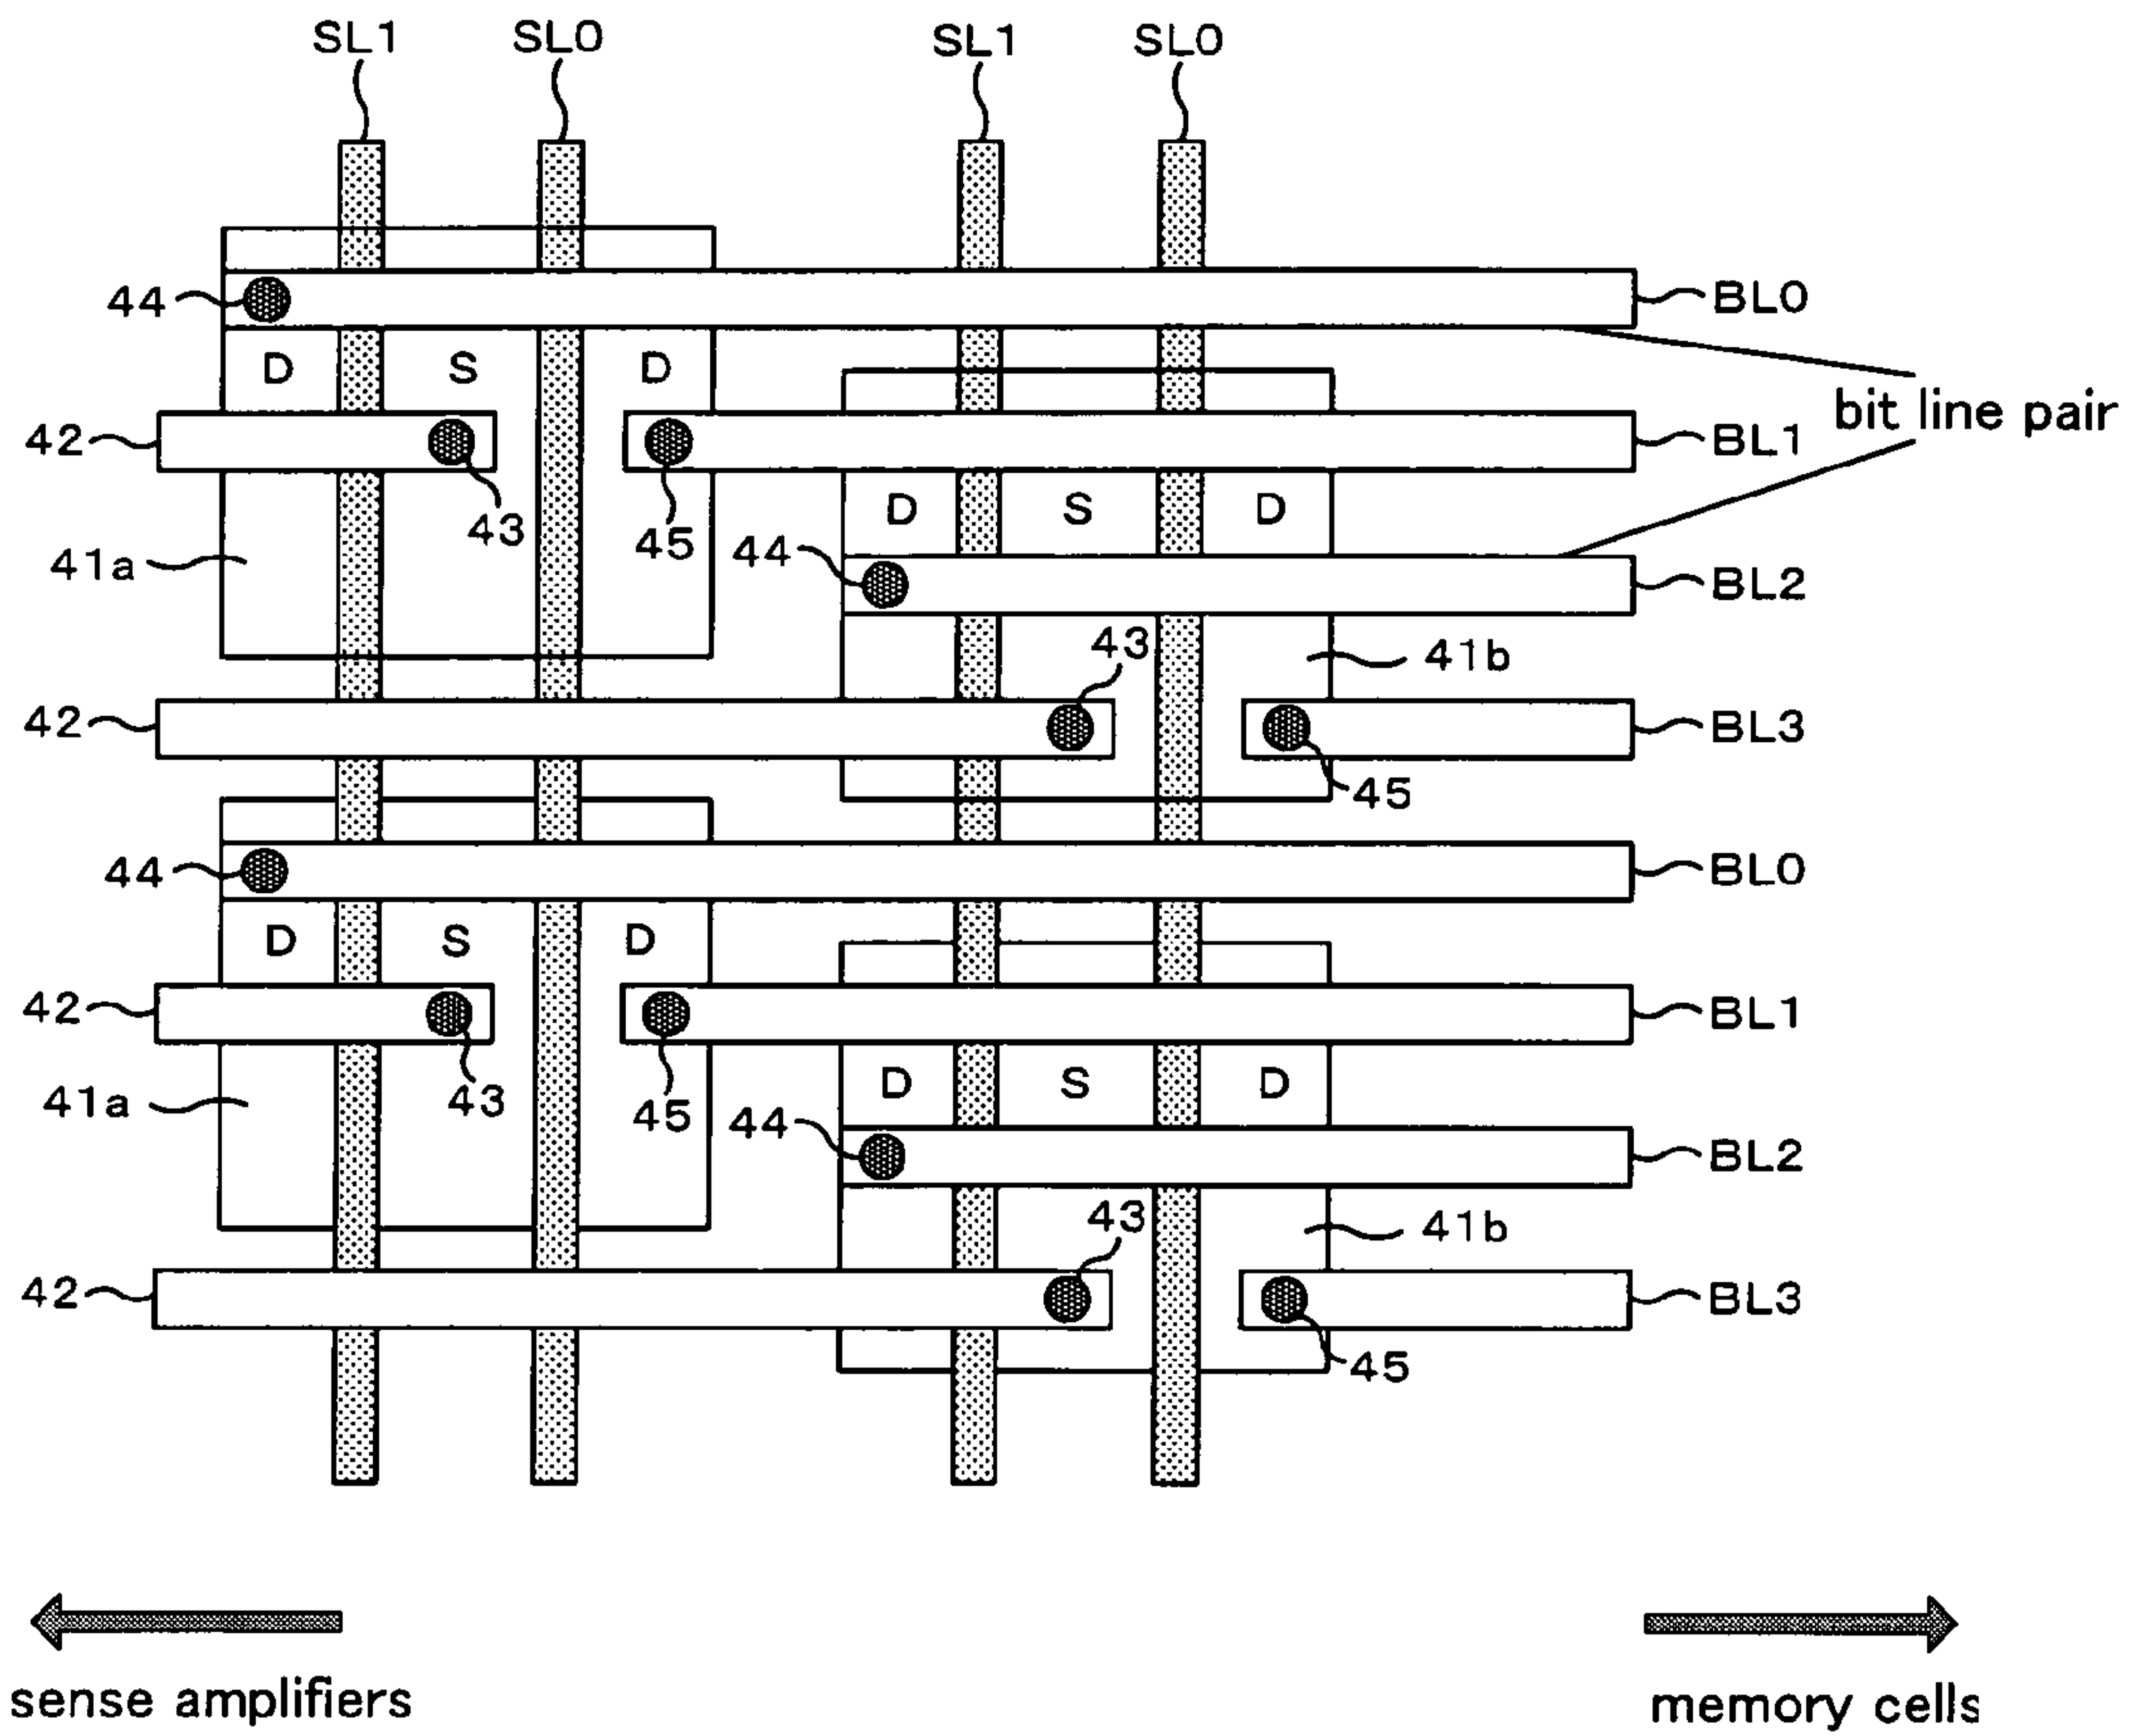 SL1 SL0 SL1 SL0
44 BL0
D S D
bit line pair
42 BL1
43 45
D S D
41a 44 BL2
43 41b
42 BL3
45
44 BL0
D S D
42 BL1
41a 43 45
D S D
44 BL2
43 41b
42 BL3
45
sense amplifiers memory cells